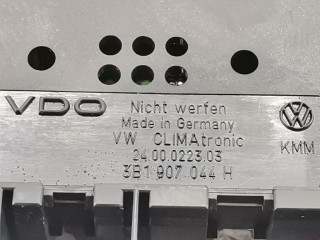 VDO
Nicht werfen
Made in Germany
VW CLIMAtronic
24.00.0223.03
3B1 907 044 H
KMM